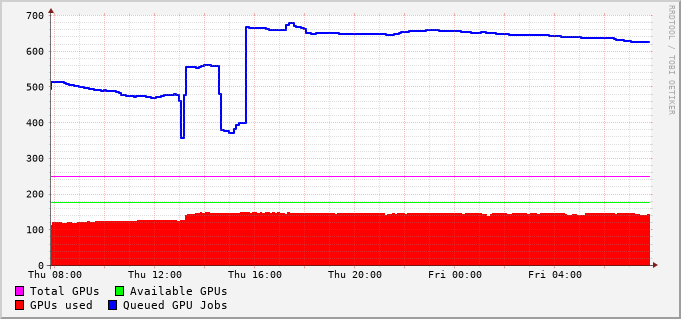 700
600
500
400
300
200
100
0
Thu 08:00 Thu 12:00 Thu 16:00 Thu 20:00 Fri 00:00 Fri 04:00
Total GPUs Available GPUs
GPUs used Queued GPU Jobs
RRDTOOL / TOBI OETIKER